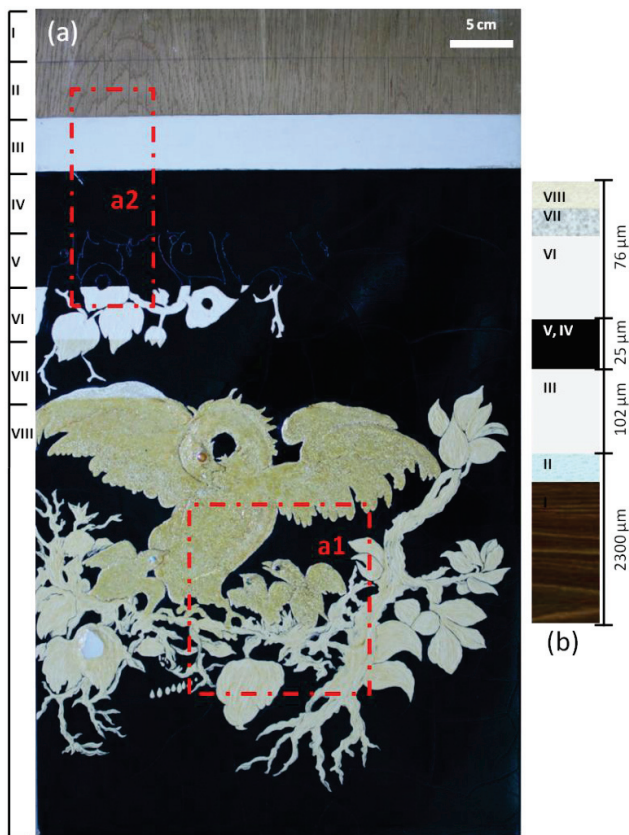 (a)
5 cm
I
II
III
IV
V
VI
VII
VIII
a2
a1
VIII
VII
VI
V, IV
III
II
I
76 µm
25 µm
102 µm
2300 µm
(b)